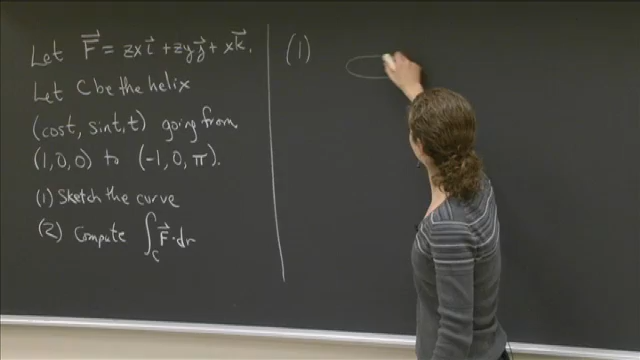 Let F⃗ = zx i⃗ + zy j⃗ + x k⃗.
Let C be the helix
(cost, sint, t) going from
(1,0,0) to (-1, 0, π).
(1) Sketch the curve
(2) Compute ∫_C F⃗·dr
(1)